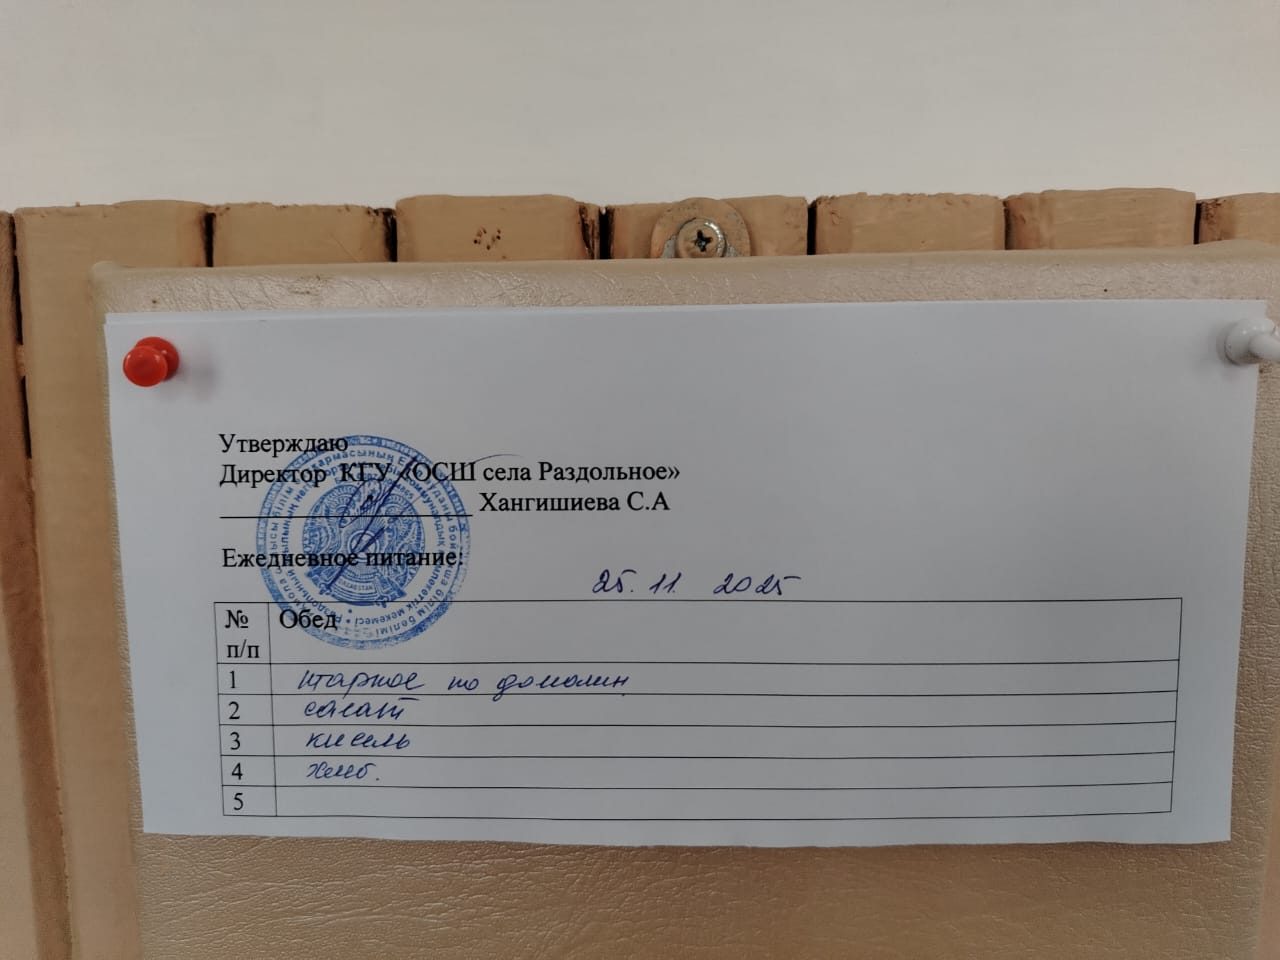 Утверждаю
Директор КГУ «ОСШ села Раздольное»
Хангишиева С.А
Ежедневное питание:
25. 11. 2025
№ п/п Обед
1 жаркое по домашн
2 салат
3 кисель
4 хлеб.
5